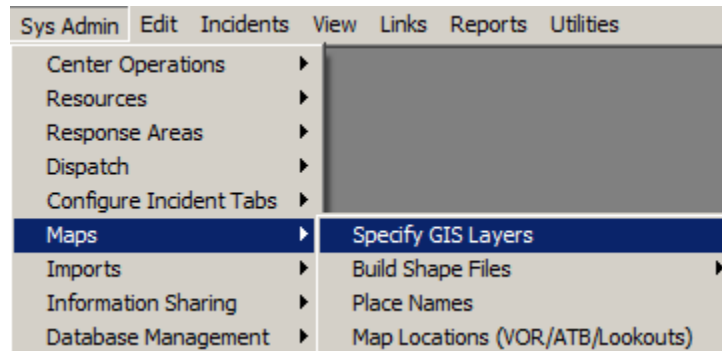 Sys Admin Edit Incidents View Links Reports Utilities
Center Operations
Resources
Response Areas
Dispatch
Configure Incident Tabs
Maps
Specify GIS Layers
Imports
Build Shape Files
Information Sharing
Place Names
Database Management
Map Locations (VOR/ATB/Lookouts)